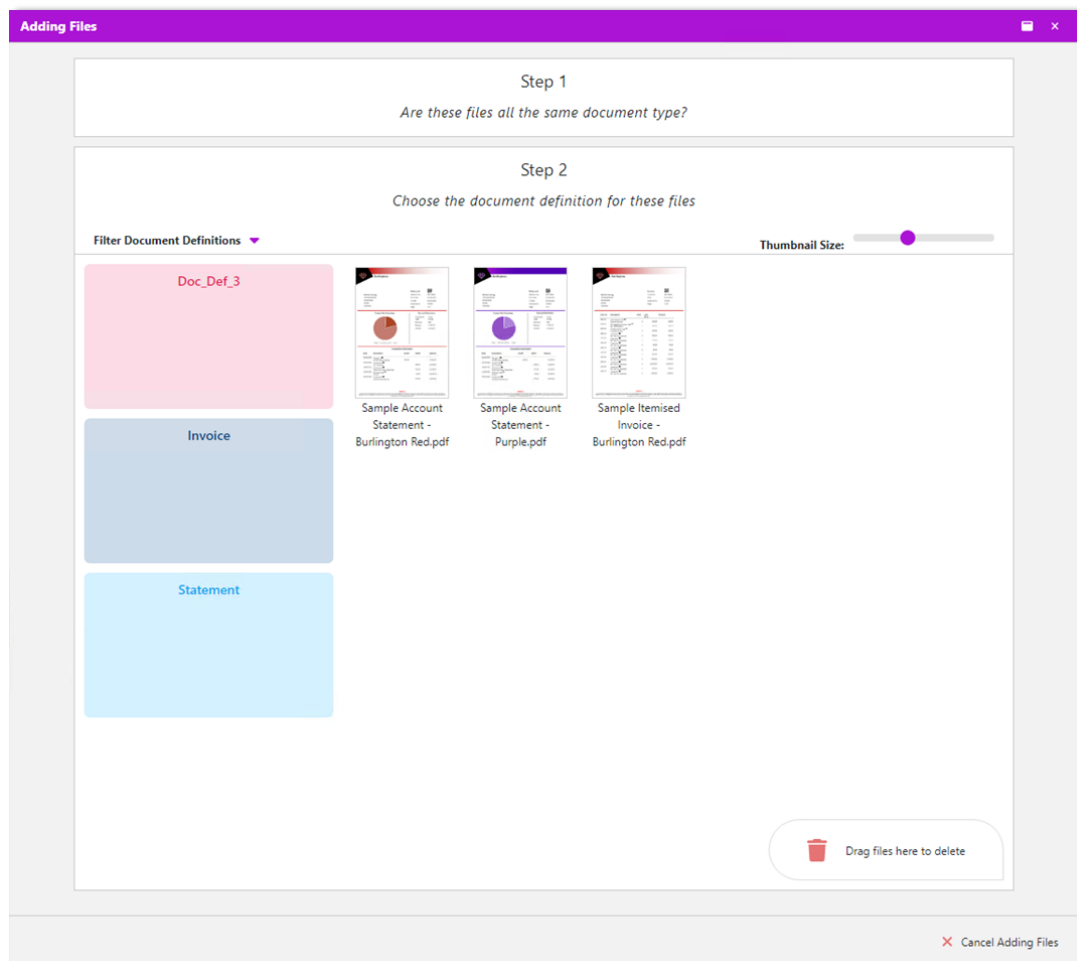 Adding Files
Step 1
Are these files all the same document type?
Step 2
Choose the document definition for these files
Filter Document Definitions
Thumbnail Size:
Doc_Def_3
Invoice
Statement
Sample Account
Statement -
Burlington Red.pdf
Sample Account
Statement -
Purple.pdf
Sample Itemised
Invoice -
Burlington Red.pdf
Drag files here to delete
Cancel Adding Files